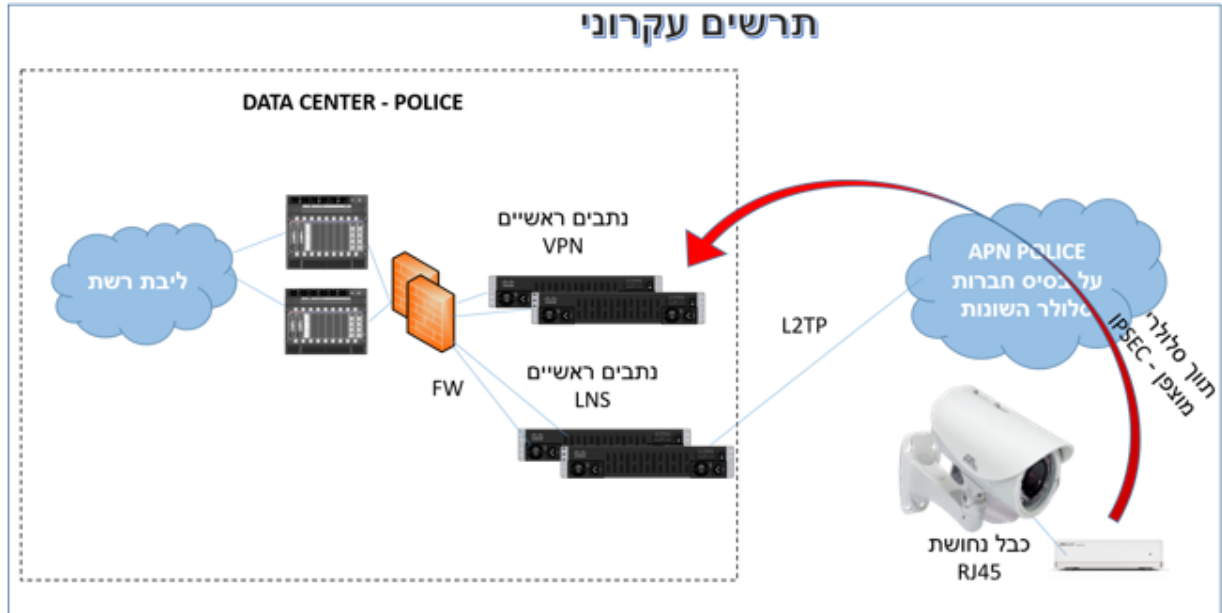 תרשים עקרוני
DATA CENTER - POLICE
ליבת רשת
נתבים ראשיים
VPN
FW
נתבים ראשיים
LNS
L2TP
APN POLICE
על בסיס חברות
סלולר השונות
תווך סלולרי
מוצפן - IPSEC
כבל נחושת
RJ45